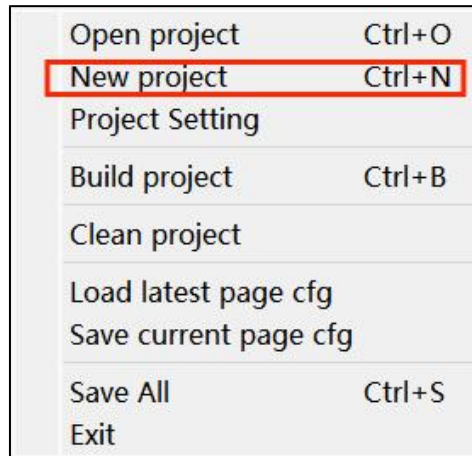 Open project Ctrl+O
New project Ctrl+N
Project Setting
Build project Ctrl+B
Clean project
Load latest page cfg
Save current page cfg
Save All Ctrl+S
Exit